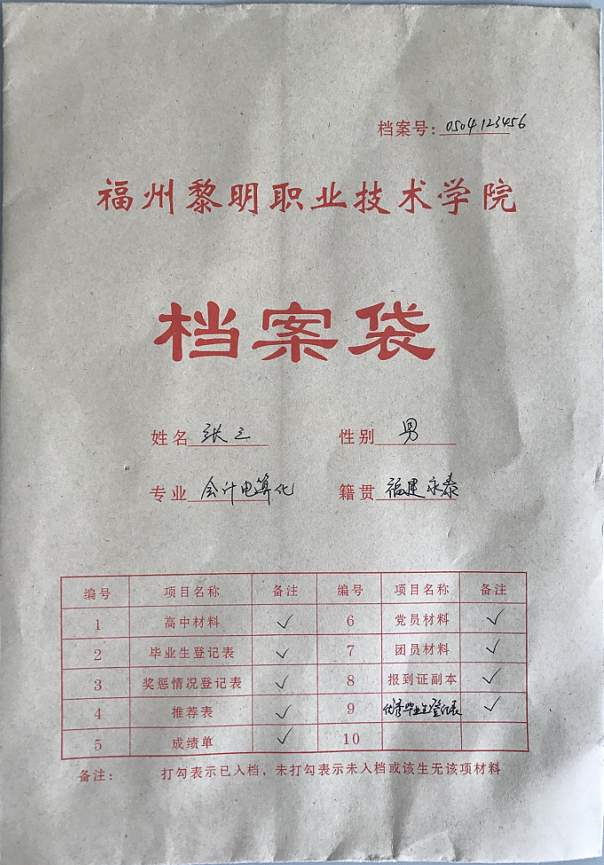 档案号：0504123456
福州黎明职业技术学院
档案袋
姓名 张三 性别 男
专业 会计电算化 籍贯 福建永泰
编号 项目名称 备注 编号 项目名称 备注
1 高中材料 ✓ 6 党员材料 ✓
2 毕业生登记表 ✓ 7 团员材料 ✓
3 奖惩情况登记表 ✓ 8 报到证副本 ✓
4 推荐表 ✓ 9 优秀毕业生登记表 ✓
5 成绩单 ✓ 10
备注： 打勾表示已入档，未打勾表示未入档或该生无该项材料